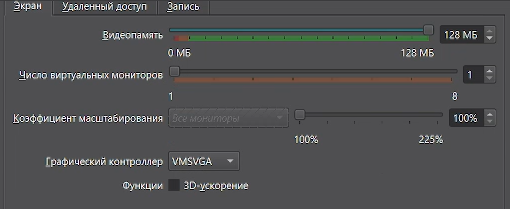 Экран Удаленный доступ Запись
Видеопамять 128 МБ
0 МБ 128 МБ
Число виртуальных мониторов 1
1 8
Коэффициент масштабирования Все мониторы 100%
100% 225%
Графический контроллер VMSVGA
Функции 3D-ускорение